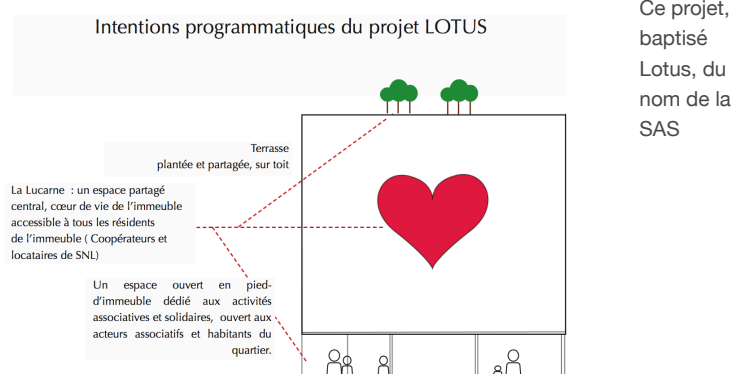 Intentions programmatiques du projet LOTUS
Terrasse
plantée et partagée, sur toit
La Lucarne : un espace partagé
central, cœur de vie de l'immeuble
accessible à tous les résidents
de l'immeuble ( Coopérateurs et
locataires de SNL)
Un espace ouvert en pied-
d'immeuble dédié aux activités
associatives et solidaires, ouvert aux
acteurs associatifs et habitants du
quartier.
Ce projet,
baptisé
Lotus, du
nom de la
SAS